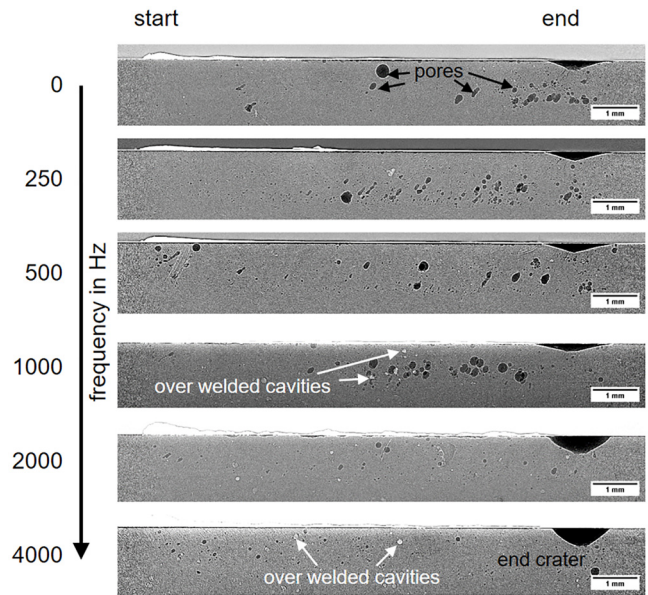 start end
0
pores
1 mm
250
1 mm
500
1 mm
frequency in Hz
1000
over welded cavities
1 mm
2000
1 mm
4000
over welded cavities
end crater
1 mm